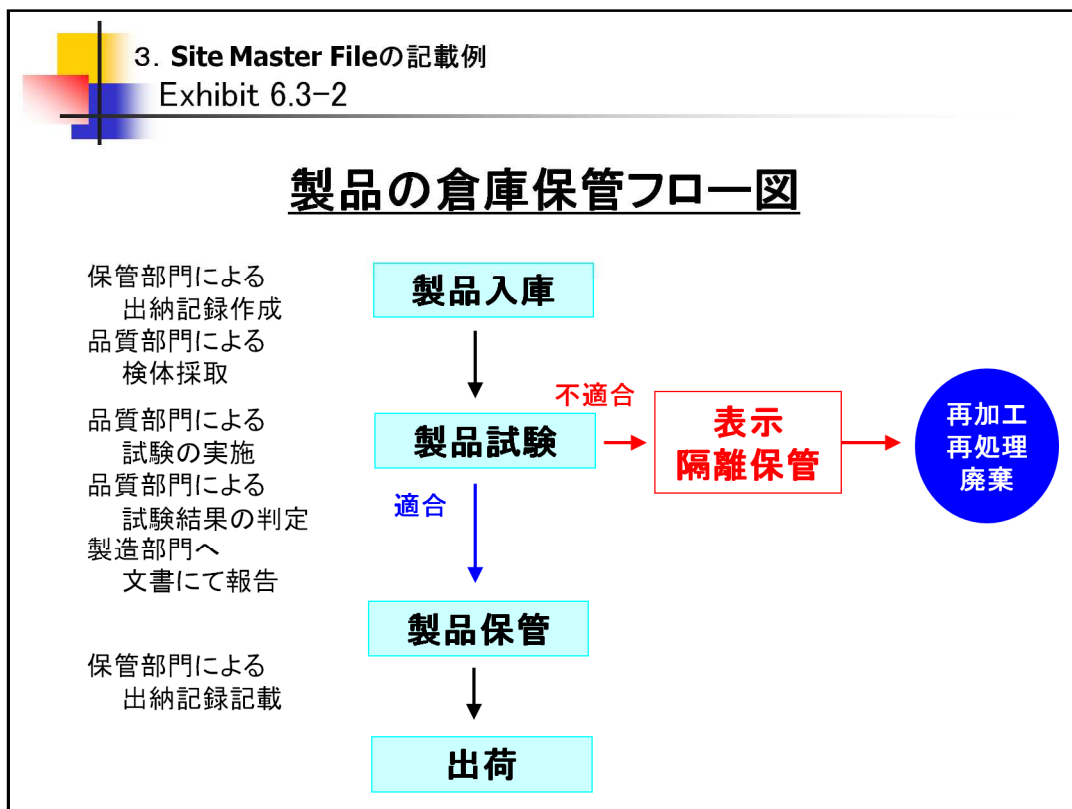 ３．Site Master Fileの記載例
Exhibit 6.3-2
製品の倉庫保管フロー図
保管部門による
出納記録作成
品質部門による
検体採取
品質部門による
試験の実施
品質部門による
試験結果の判定
製造部門へ
文書にて報告
保管部門による
出納記録記載
製品入庫
製品試験
不適合
表示
隔離保管
再加工
再処理
廃棄
適合
製品保管
出荷